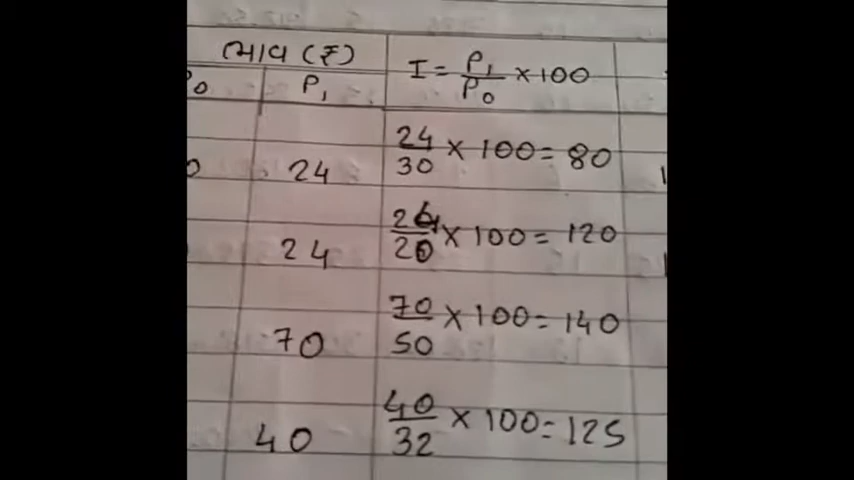 ભાવ (₹) I = P₁/P₀ × 100
P₀ P₁
0 24 24/30 × 100 = 80
24 24/20 × 100 = 120
70 70/50 × 100 = 140
40 40/32 × 100 = 125